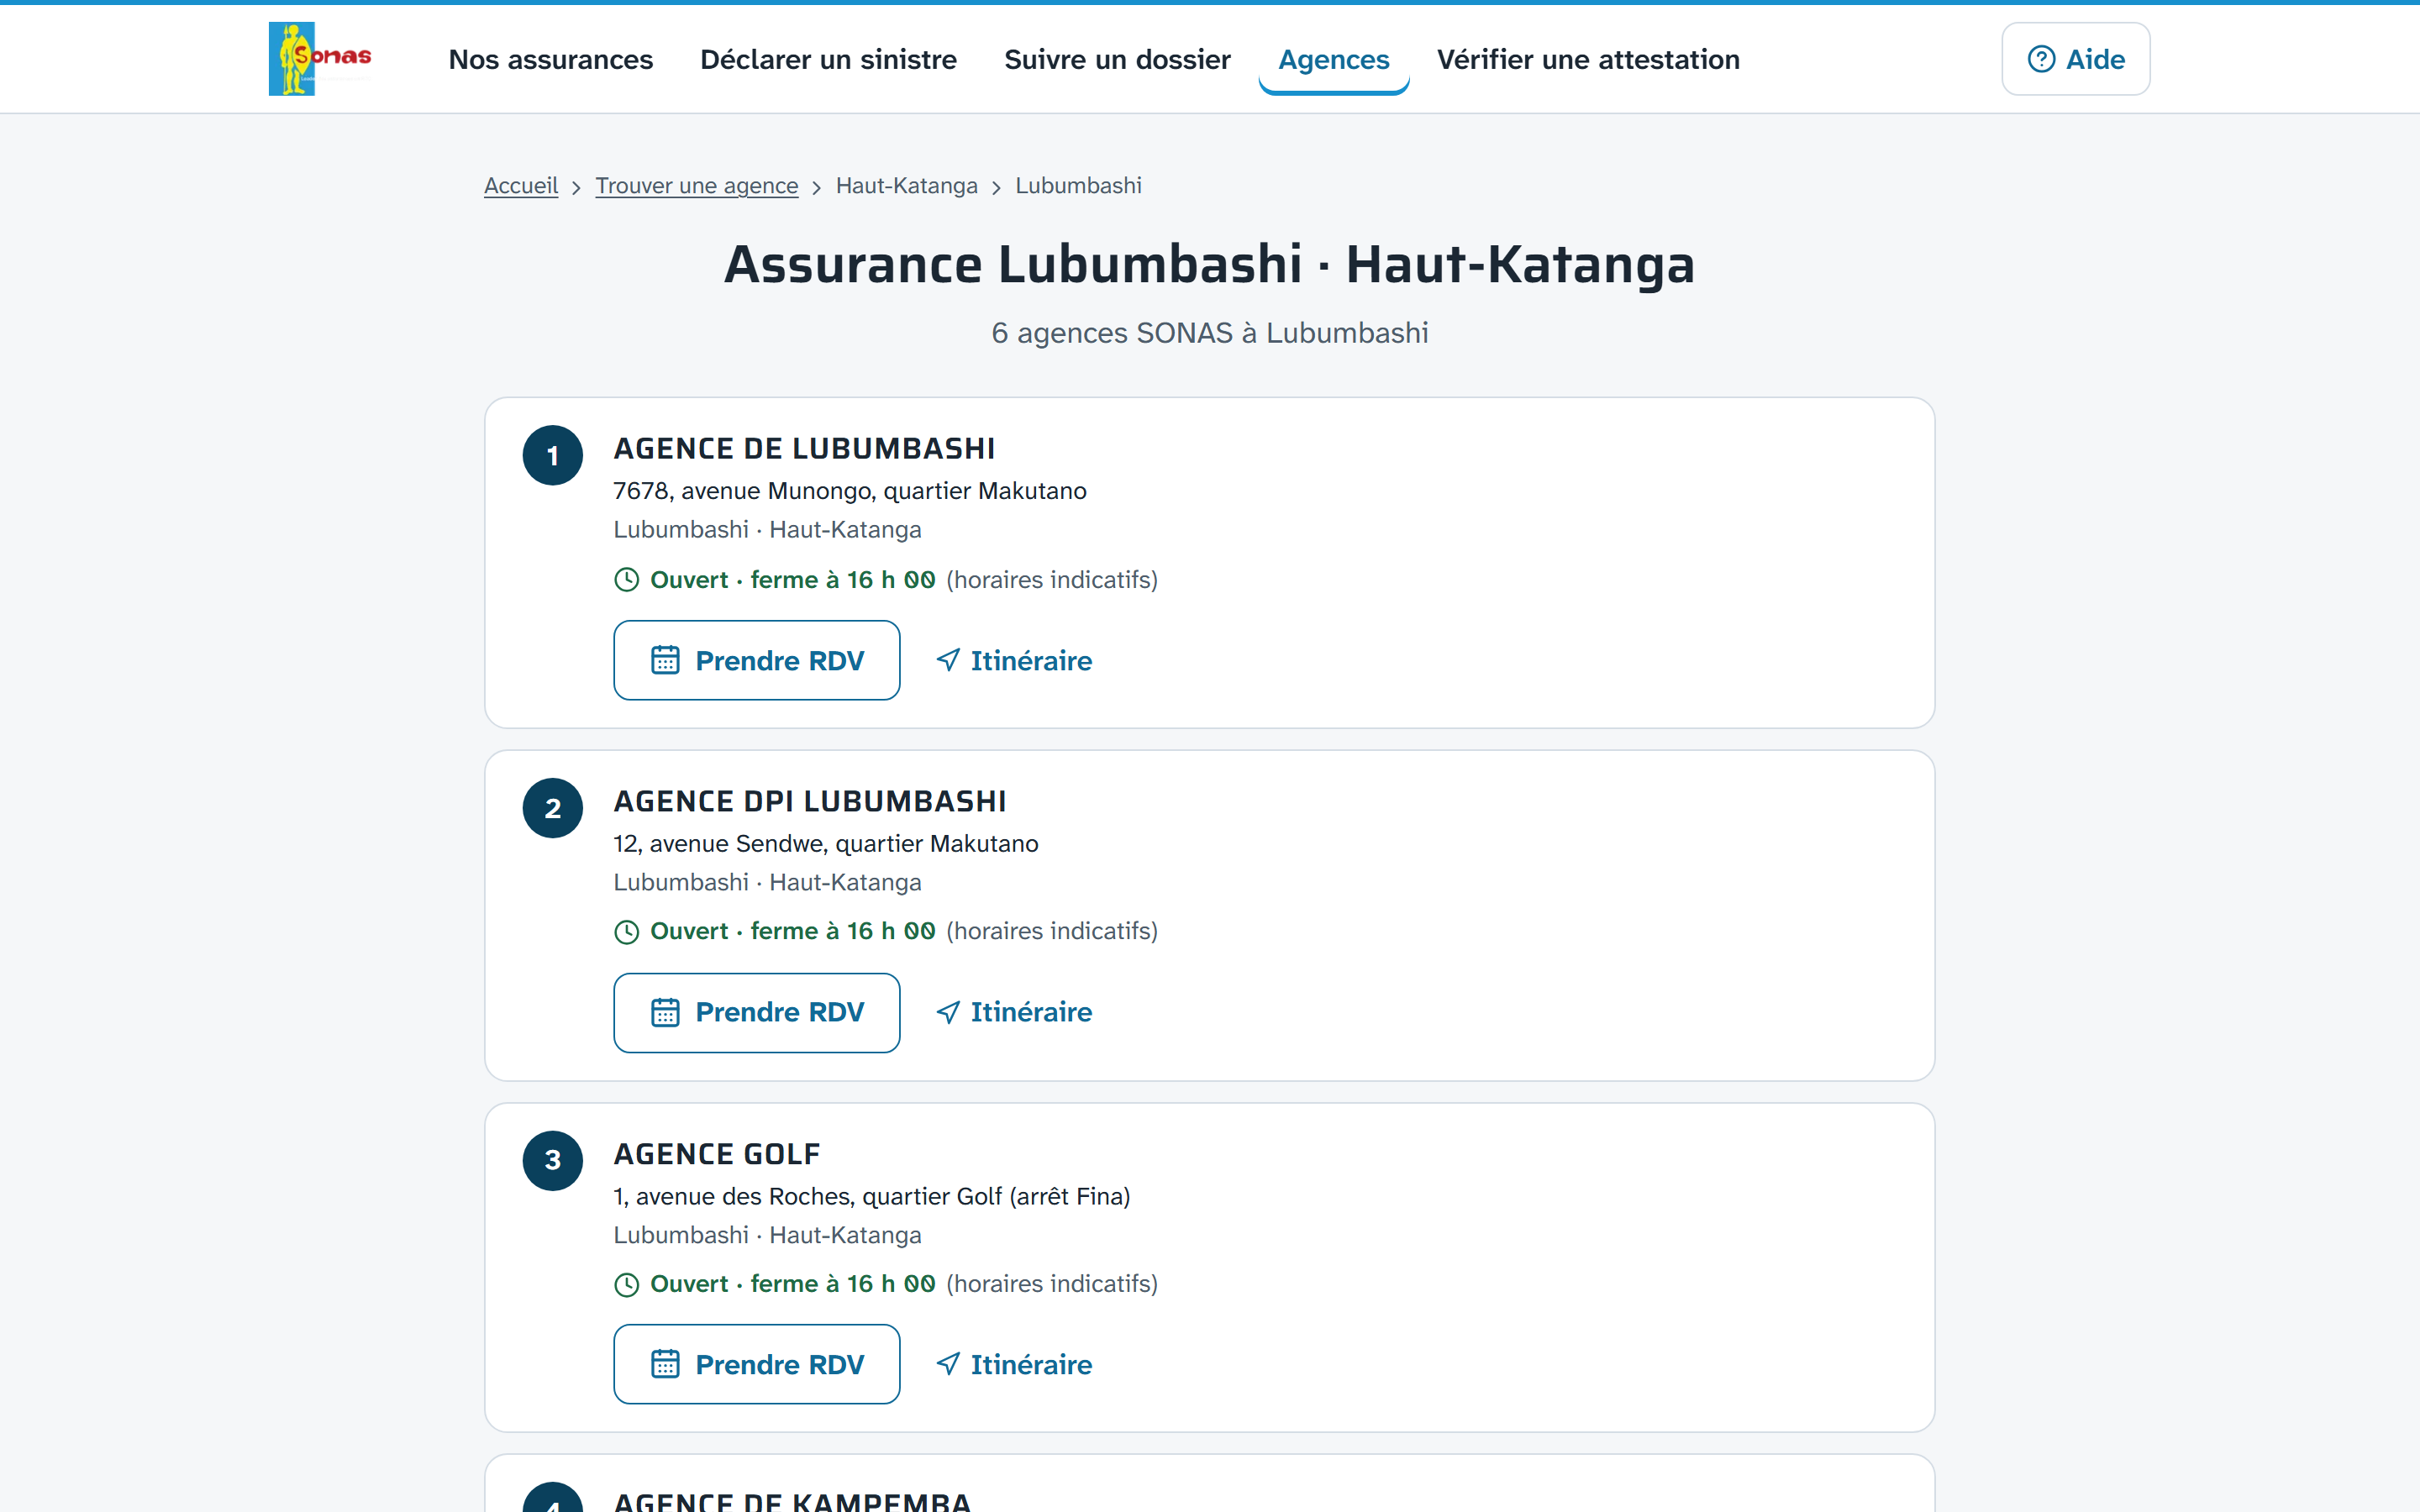 Sonas
Nos assurances
Déclarer un sinistre
Suivre un dossier
Agences
Vérifier une attestation
Aide
Accueil > Trouver une agence > Haut-Katanga > Lubumbashi
Assurance Lubumbashi · Haut-Katanga
6 agences SONAS à Lubumbashi
1
AGENCE DE LUBUMBASHI
7678, avenue Munongo, quartier Makutano
Lubumbashi · Haut-Katanga
Ouvert · ferme à 16 h 00 (horaires indicatifs)
Prendre RDV
Itinéraire
2
AGENCE DPI LUBUMBASHI
12, avenue Sendwe, quartier Makutano
Lubumbashi · Haut-Katanga
Ouvert · ferme à 16 h 00 (horaires indicatifs)
Prendre RDV
Itinéraire
3
AGENCE GOLF
1, avenue des Roches, quartier Golf (arrêt Fina)
Lubumbashi · Haut-Katanga
Ouvert · ferme à 16 h 00 (horaires indicatifs)
Prendre RDV
Itinéraire
4
AGENCE DE KAMPEMBA